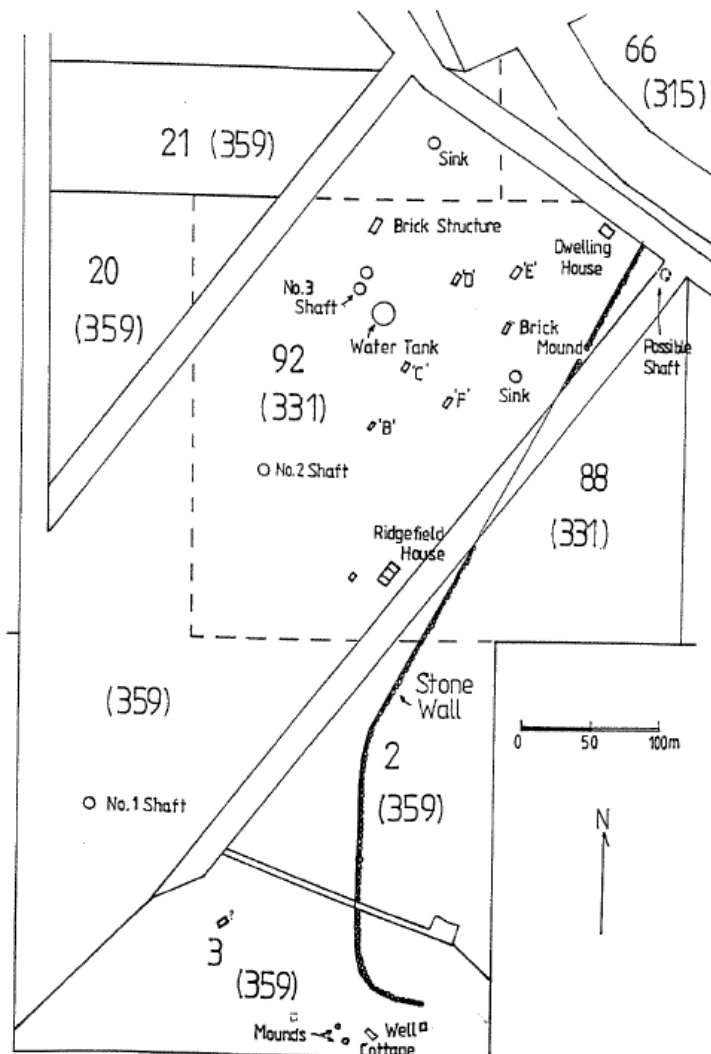 66
(315)
21 (359)
Sink
Brick Structure
Dwelling
House
20
(359)
No.3
Shaft
'D'
'E'
Water Tank
Brick
Mound
Possible
Shaft
92
(331)
'C'
'F'
Sink
'B'
No.2 Shaft
88
(331)
Ridgefield
House
(359)
Stone
Wall
0 50 100m
2
(359)
No.1 Shaft
N
?
3
(359)
Mounds
Well
Cottage